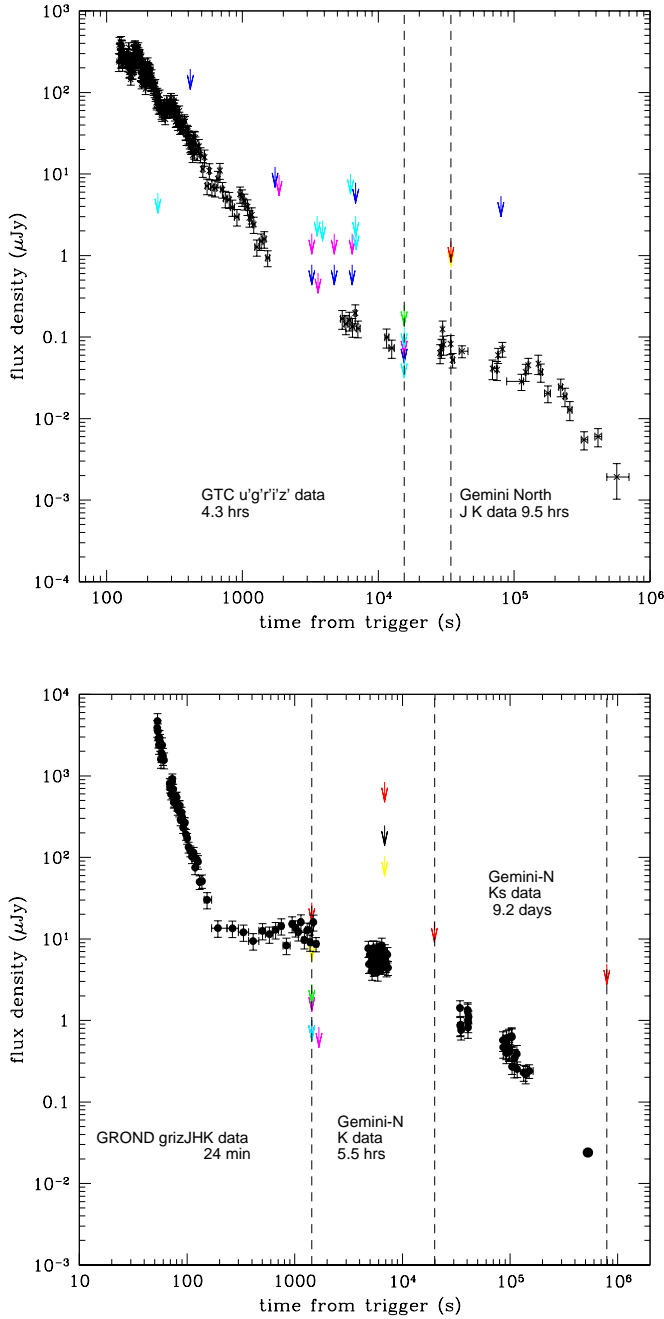 10³
10²
10¹
1
0.1
10⁻²
10⁻³
10⁻⁴
flux density (μJy)
GTC u'g'r'i'z' data
4.3 hrs
Gemini North
J K data 9.5 hrs
100
1000
10⁴
10⁵
10⁶
time from trigger (s)
10⁴
10³
10²
10¹
1
0.1
10⁻²
10⁻³
flux density (μJy)
Gemini-N
Ks data
9.2 days
GROND grizJHK data
24 min
Gemini-N
K data
5.5 hrs
10
100
1000
10⁴
10⁵
10⁶
time from trigger (s)